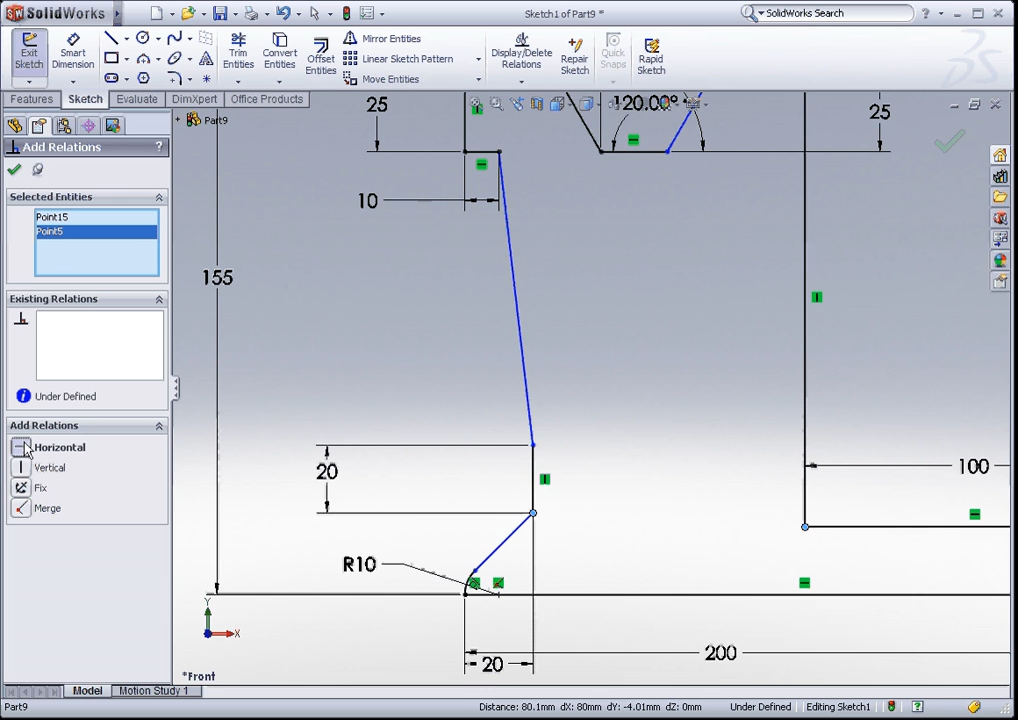 SolidWorks
Sketch1 of Part9 *
SolidWorks Search
Exit Sketch
Smart Dimension
Trim Entities
Convert Entities
Offset Entities
Mirror Entities
Linear Sketch Pattern
Move Entities
Display/Delete Relations
Repair Sketch
Quick Snaps
Rapid Sketch
Features
Sketch
Evaluate
DimXpert
Office Products
Part9
Add Relations
?
Selected Entities
Point15
Point5
Existing Relations
Under Defined
Add Relations
Horizontal
Vertical
Fix
Merge
25
120.00°
25
10
155
20
100
R10
200
20
Y
X
*Front
Model
Motion Study 1
Part9
Distance: 80.1mm dX: 80mm dY: -4.01mm dZ: 0mm
Under Defined
Editing Sketch1